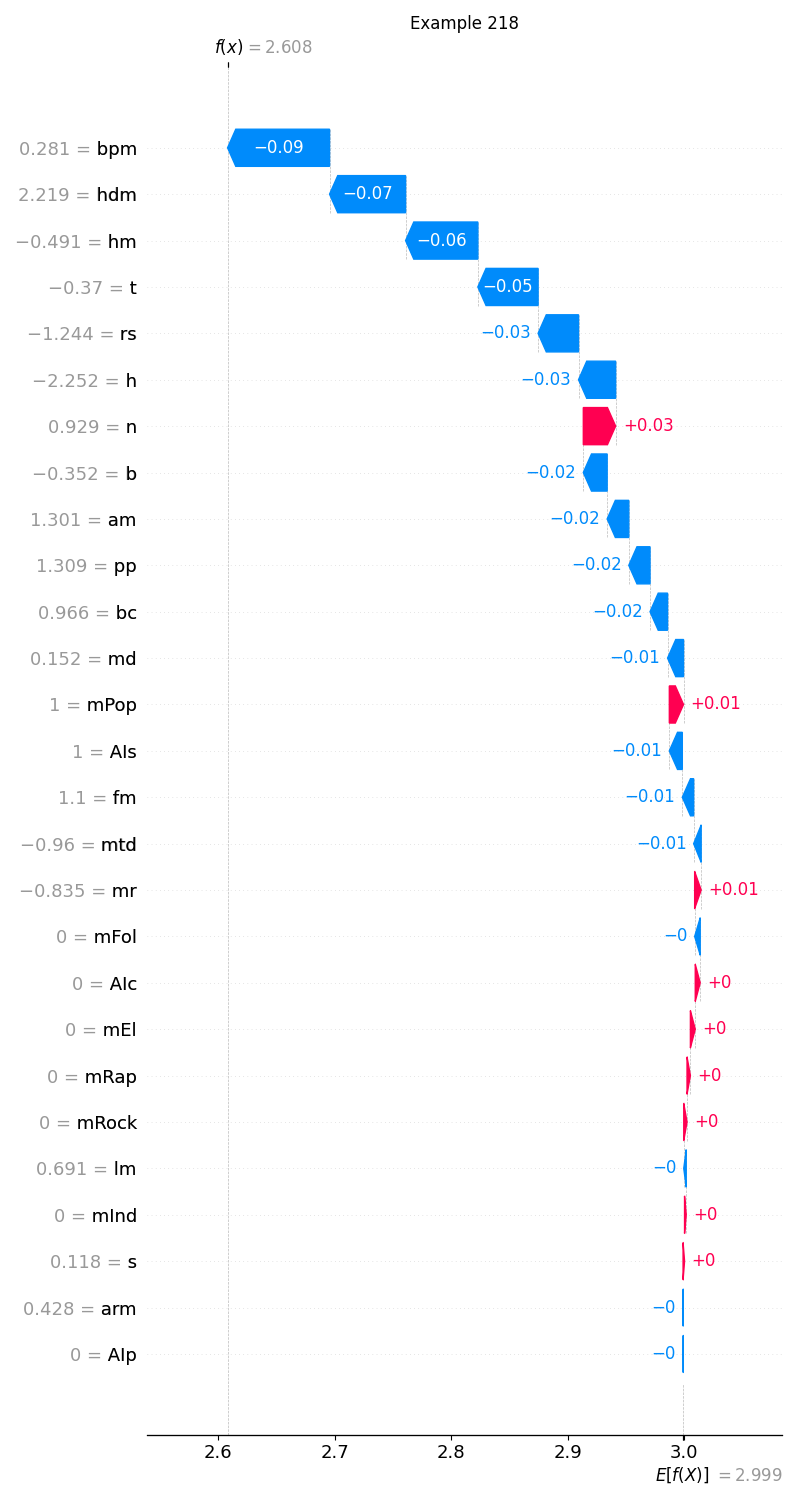 Example 218
f(x) = 2.608
0.281 = bpm −0.09
2.219 = hdm −0.07
−0.491 = hm −0.06
−0.37 = t −0.05
−1.244 = rs −0.03
−2.252 = h −0.03
0.929 = n +0.03
−0.352 = b −0.02
1.301 = am −0.02
1.309 = pp −0.02
0.966 = bc −0.02
0.152 = md −0.01
1 = mPop +0.01
1 = AIs −0.01
1.1 = fm −0.01
−0.96 = mtd −0.01
−0.835 = mr +0.01
0 = mFol −0
0 = AIc +0
0 = mEl +0
0 = mRap +0
0 = mRock +0
0.691 = lm −0
0 = mInd +0
0.118 = s +0
0.428 = arm −0
0 = AIp −0
2.6 2.7 2.8 2.9 3.0
E[f(X)] = 2.999